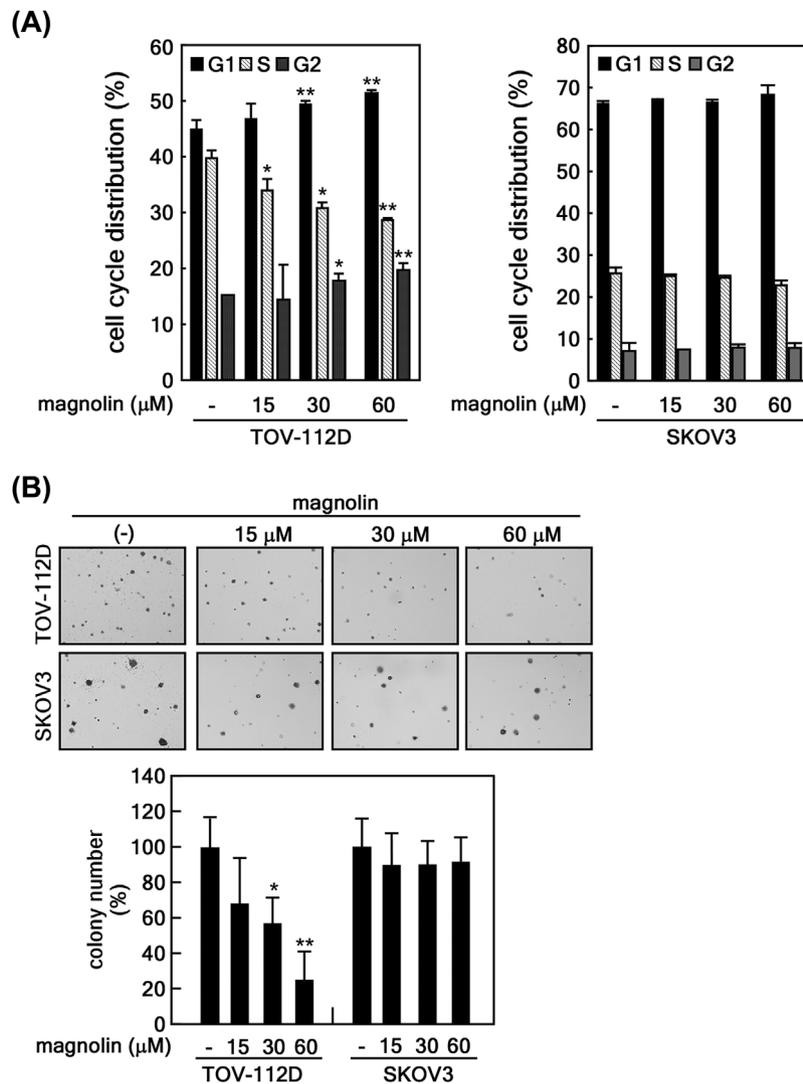 (A)
60
50
40
30
20
10
0
cell cycle distribution (%)
G1 S G2
** **
* * **
* **
magnolin (μM) - 15 30 60
TOV-112D
80
70
60
50
40
30
20
10
0
cell cycle distribution (%)
G1 S G2
magnolin (μM) - 15 30 60
SKOV3
(B)
magnolin
(-) 15 μM 30 μM 60 μM
TOV-112D
SKOV3
140
120
100
80
60
40
20
0
colony number
(%)
*
**
magnolin (μM) - 15 30 60 - 15 30 60
TOV-112D SKOV3